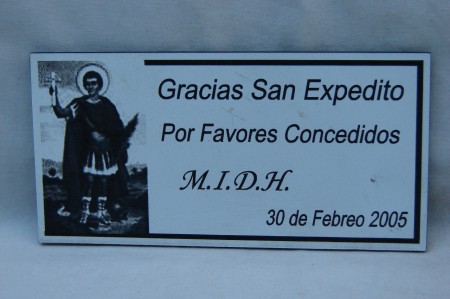 Gracias San Expedito
Por Favores Concedidos
M.I.D.H.
30 de Febreo 2005